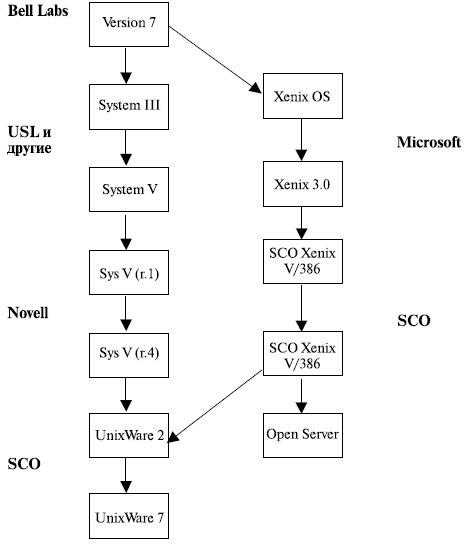 Bell Labs
Version 7
System III
Xenix OS
USL и
другие
Microsoft
System V
Xenix 3.0
Sys V (r.1)
SCO Xenix
V/386
Novell
SCO
Sys V (r.4)
SCO Xenix
V/386
UnixWare 2
Open Server
SCO
UnixWare 7